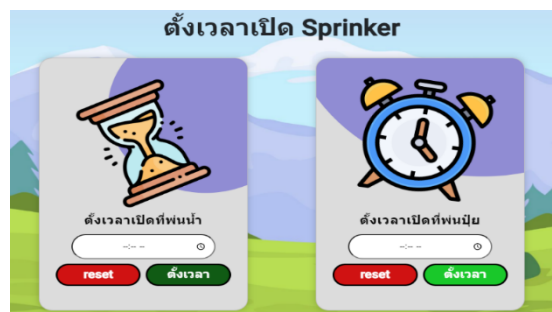 ตั้งเวลาเปิด Sprinker
ตั้งเวลาเปิดที่พ่นน้ำ
--:-- --
reset ตั้งเวลา
ตั้งเวลาเปิดที่พ่นปุ๋ย
--:-- --
reset ตั้งเวลา